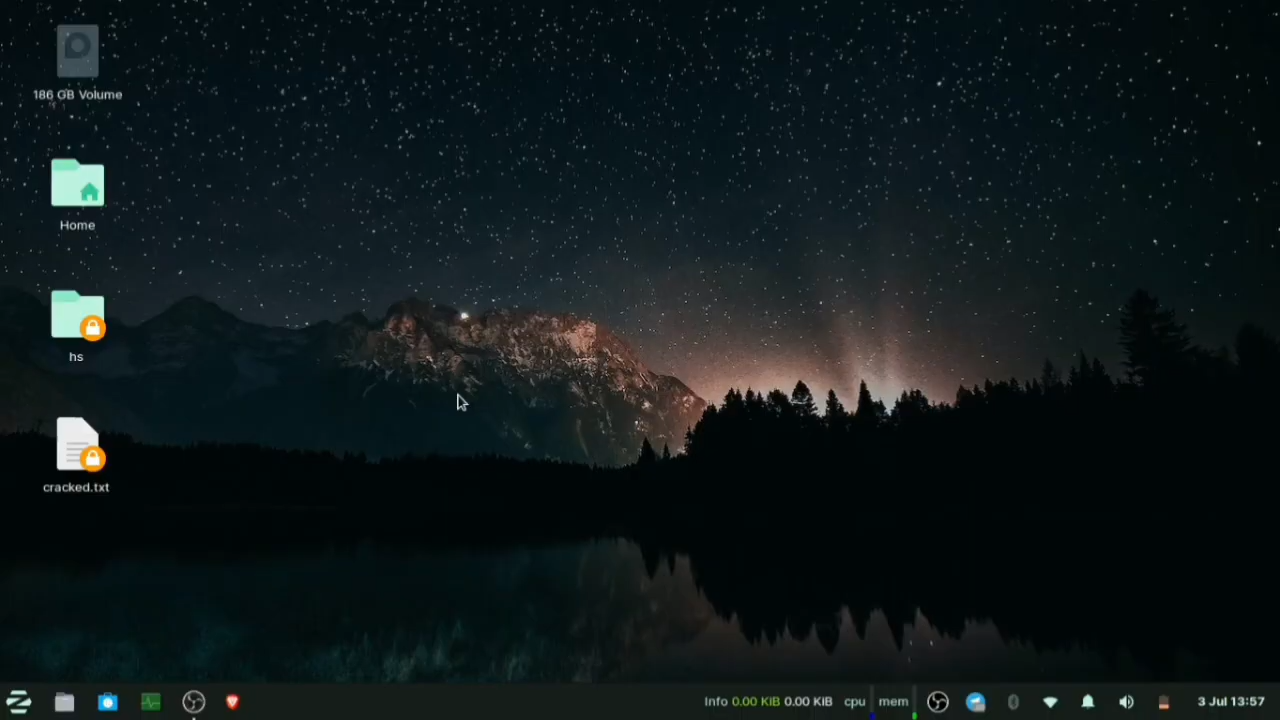 186 GB Volume
Home
hs
cracked.txt
Info 0.00 KiB 0.00 KiB cpu mem 3 Jul 13:57